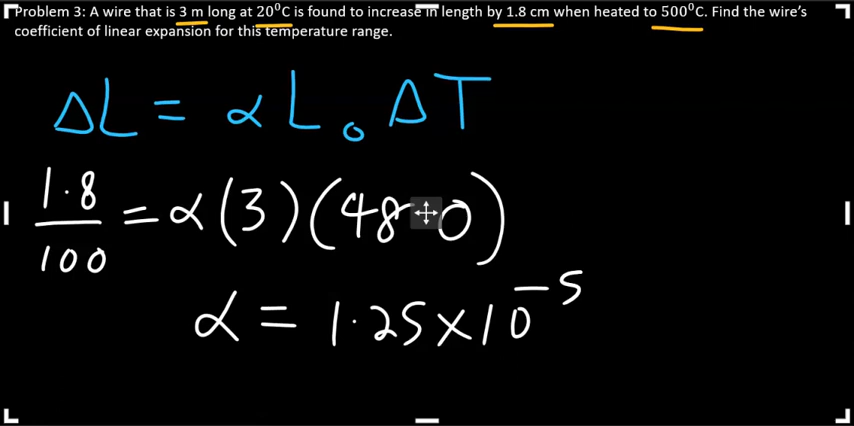 Problem 3: A wire that is 3 m long at 20⁰C is found to increase in length by 1.8 cm when heated to 500⁰C. Find the wire's
coefficient of linear expansion for this temperature range.
ΔL = αL₀ΔT
1.8/100 = α(3)(480)
α = 1.25×10⁻⁵